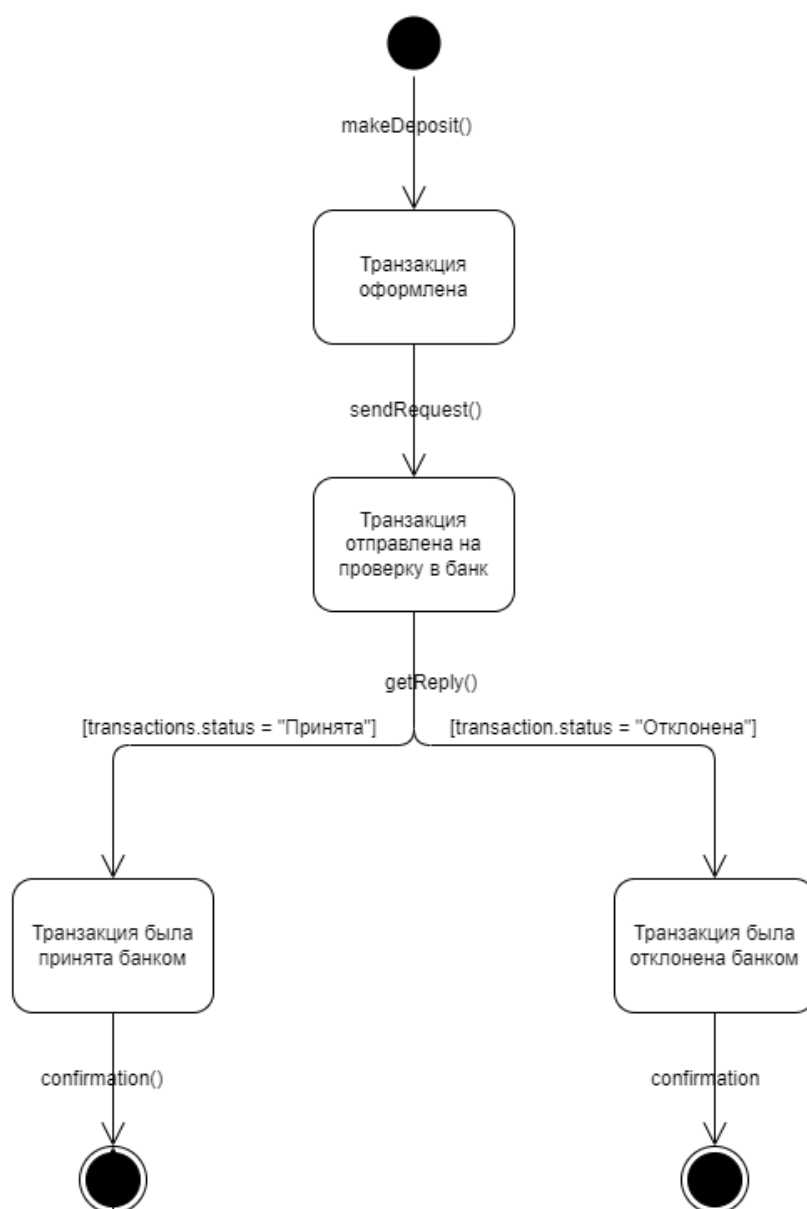 makeDeposit()
Транзакция
оформлена
sendRequest()
Транзакция
отправлена на
проверку в банк
getReply()
[transactions.status = "Принята"]
[transaction.status = "Отклонена"]
Транзакция была
принята банком
Транзакция была
отклонена банком
confirmation()
confirmation